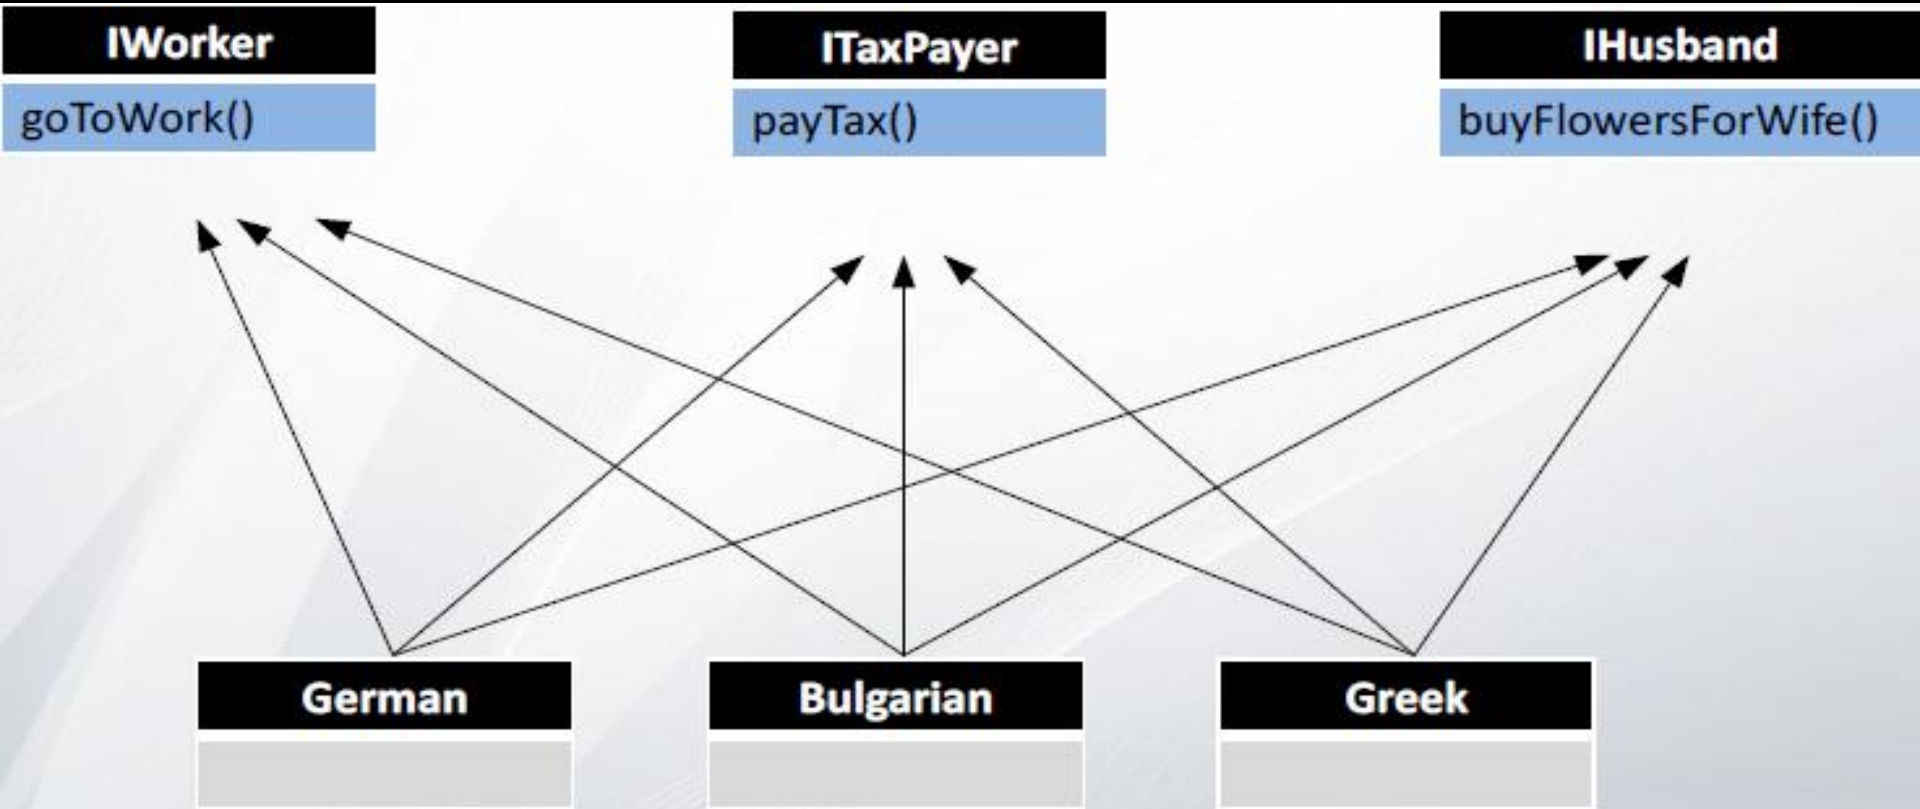 IWorker
goToWork()
ITaxPayer
payTax()
IHusband
buyFlowersForWife()
German
Bulgarian
Greek